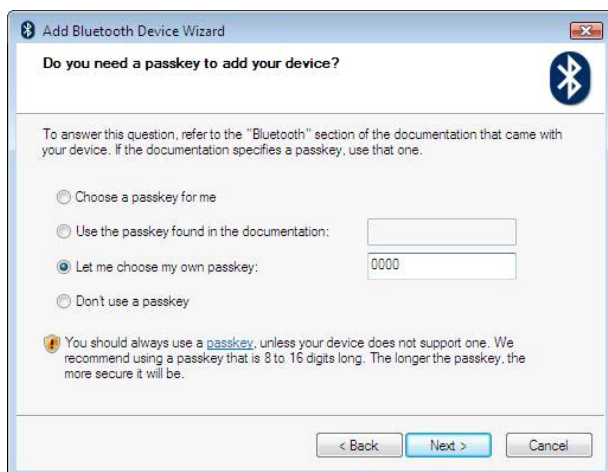 Add Bluetooth Device Wizard
Do you need a passkey to add your device?
To answer this question, refer to the "Bluetooth" section of the documentation that came with
your device. If the documentation specifies a passkey, use that one.
Choose a passkey for me
Use the passkey found in the documentation:
Let me choose my own passkey: 0000
Don't use a passkey
You should always use a passkey, unless your device does not support one. We
recommend using a passkey that is 8 to 16 digits long. The longer the passkey, the
more secure it will be.
< Back Next > Cancel